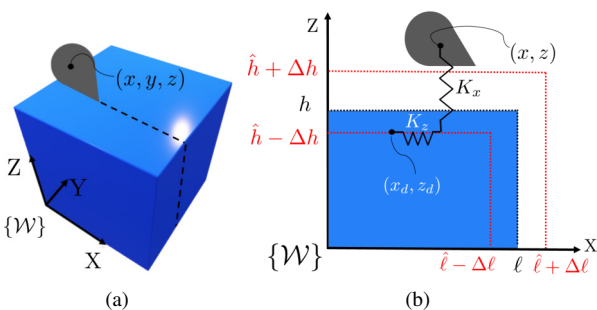 (x, y, z)
Z
Y
{𝒲}
X
(a)
Z
(x, z)
ĥ + Δh
K_x
h
K_z
ĥ − Δh
(x_d, z_d)
X
{𝒲}
ℓ̂ − Δℓ
ℓ
ℓ̂ + Δℓ
(b)